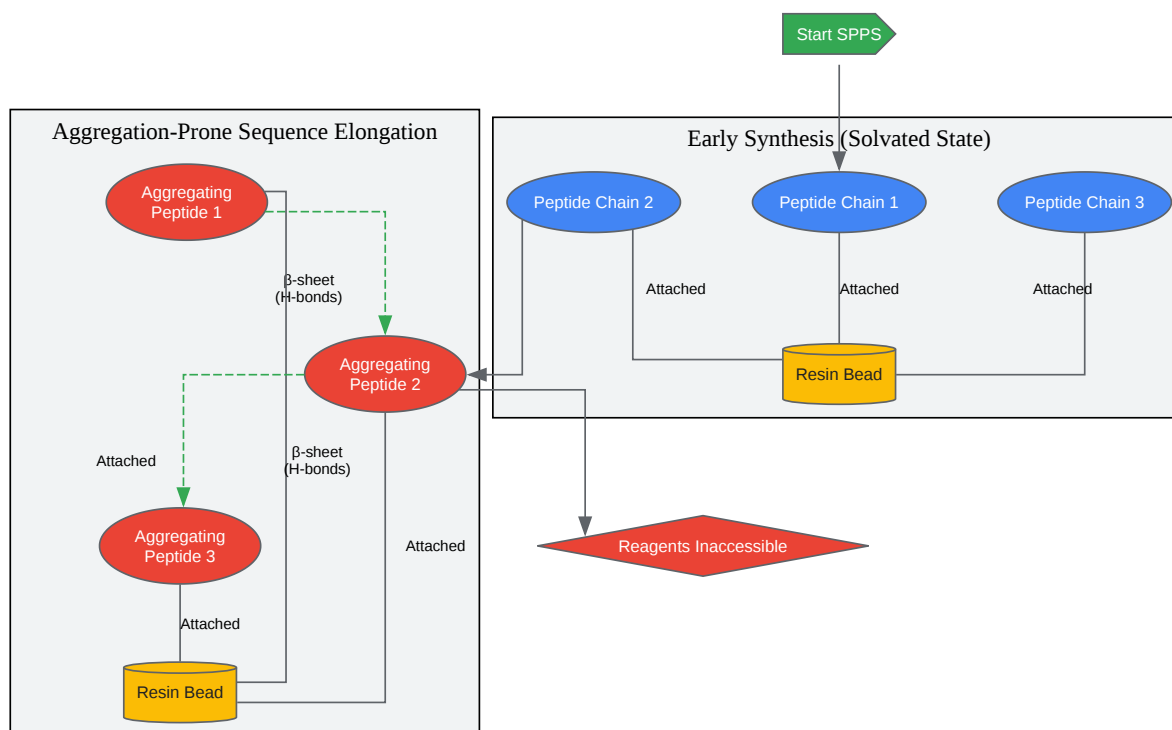 Start SPPS
Aggregation-Prone Sequence Elongation
Early Synthesis (Solvated State)
Aggregating
Peptide 1
Peptide Chain 2
Peptide Chain 1
Peptide Chain 3
β-sheet
(H-bonds)
Attached
Attached
Attached
Aggregating
Peptide 2
Resin Bead
Attached
β-sheet
(H-bonds)
Aggregating
Peptide 3
Attached
Reagents Inaccessible
Attached
Resin Bead